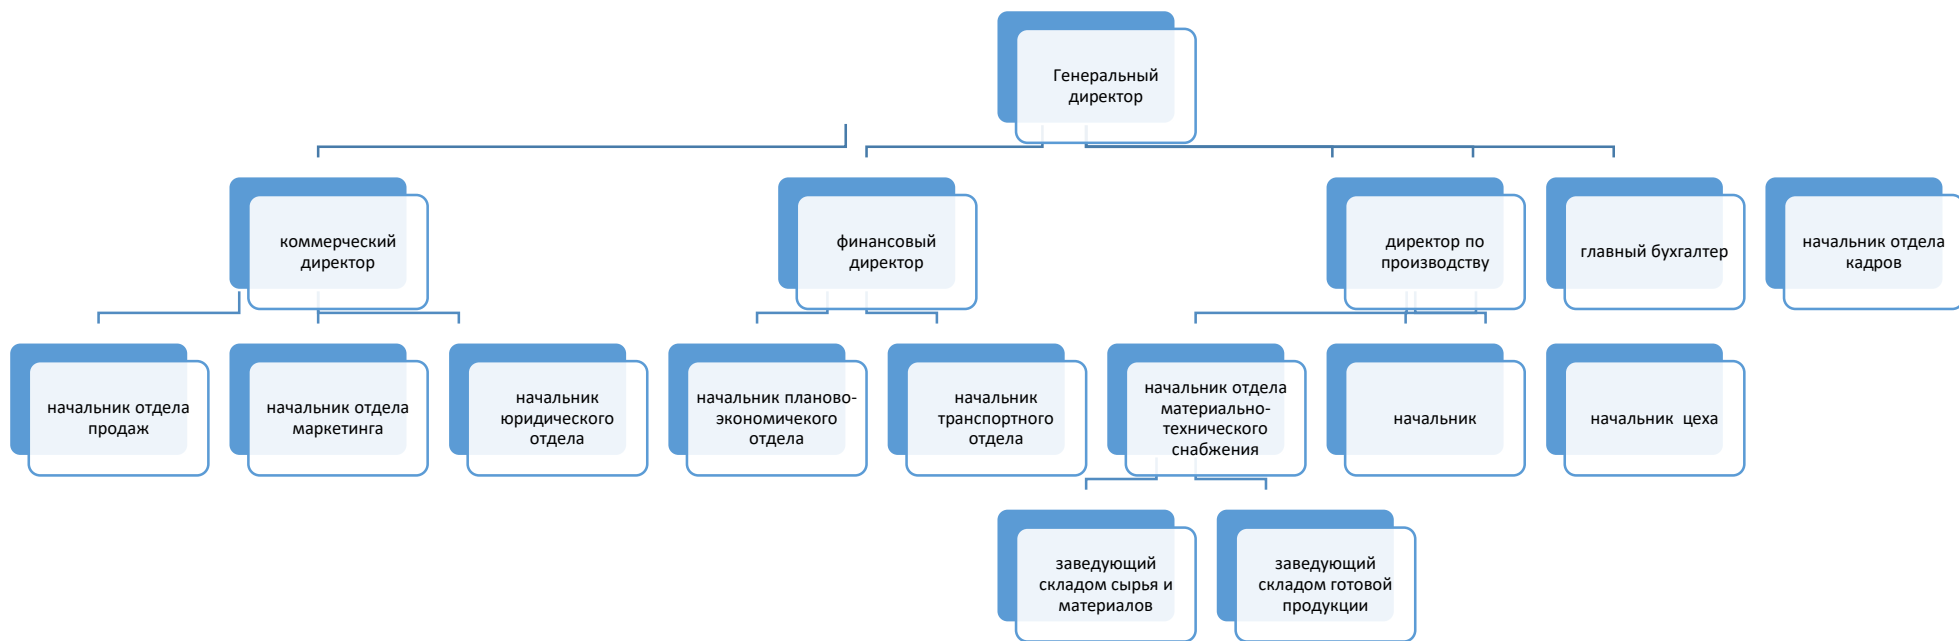 Генеральный
директор
коммерческий
директор
финансовый
директор
директор по
производству
главный бухгалтер
начальник отдела
кадров
начальник отдела
продаж
начальник отдела
маркетинга
начальник
юридического
отдела
начальник планово-
экономичекого
отдела
начальник
транспортного
отдела
начальник отдела
материально-
технического
снабжения
начальник
начальник  цеха
заведующий
складом сырья и
материалов
заведующий
складом готовой
продукции